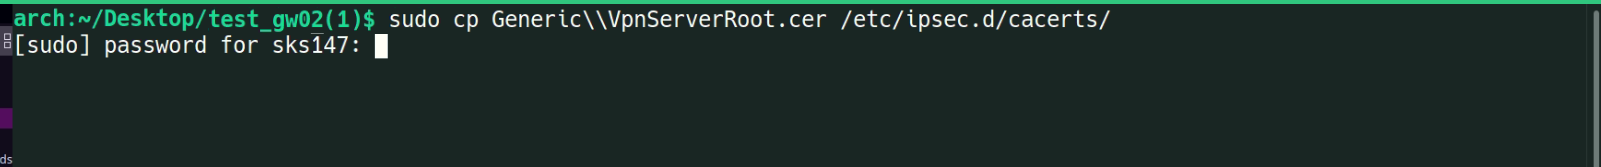 arch:~/Desktop/test_gw02(1)$ sudo cp Generic\\VpnServerRoot.cer /etc/ipsec.d/cacerts/
[sudo] password for sks147:
ds